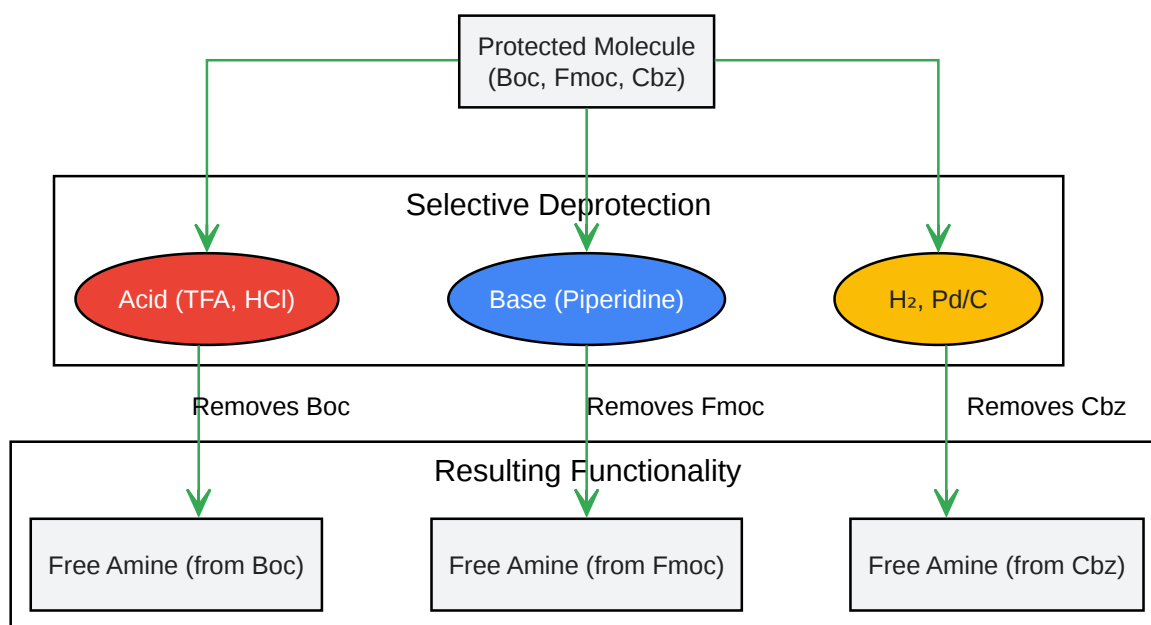 Protected Molecule
(Boc, Fmoc, Cbz)
Selective Deprotection
Acid (TFA, HCl)
Base (Piperidine)
H₂, Pd/C
Removes Boc
Removes Fmoc
Removes Cbz
Resulting Functionality
Free Amine (from Boc)
Free Amine (from Fmoc)
Free Amine (from Cbz)